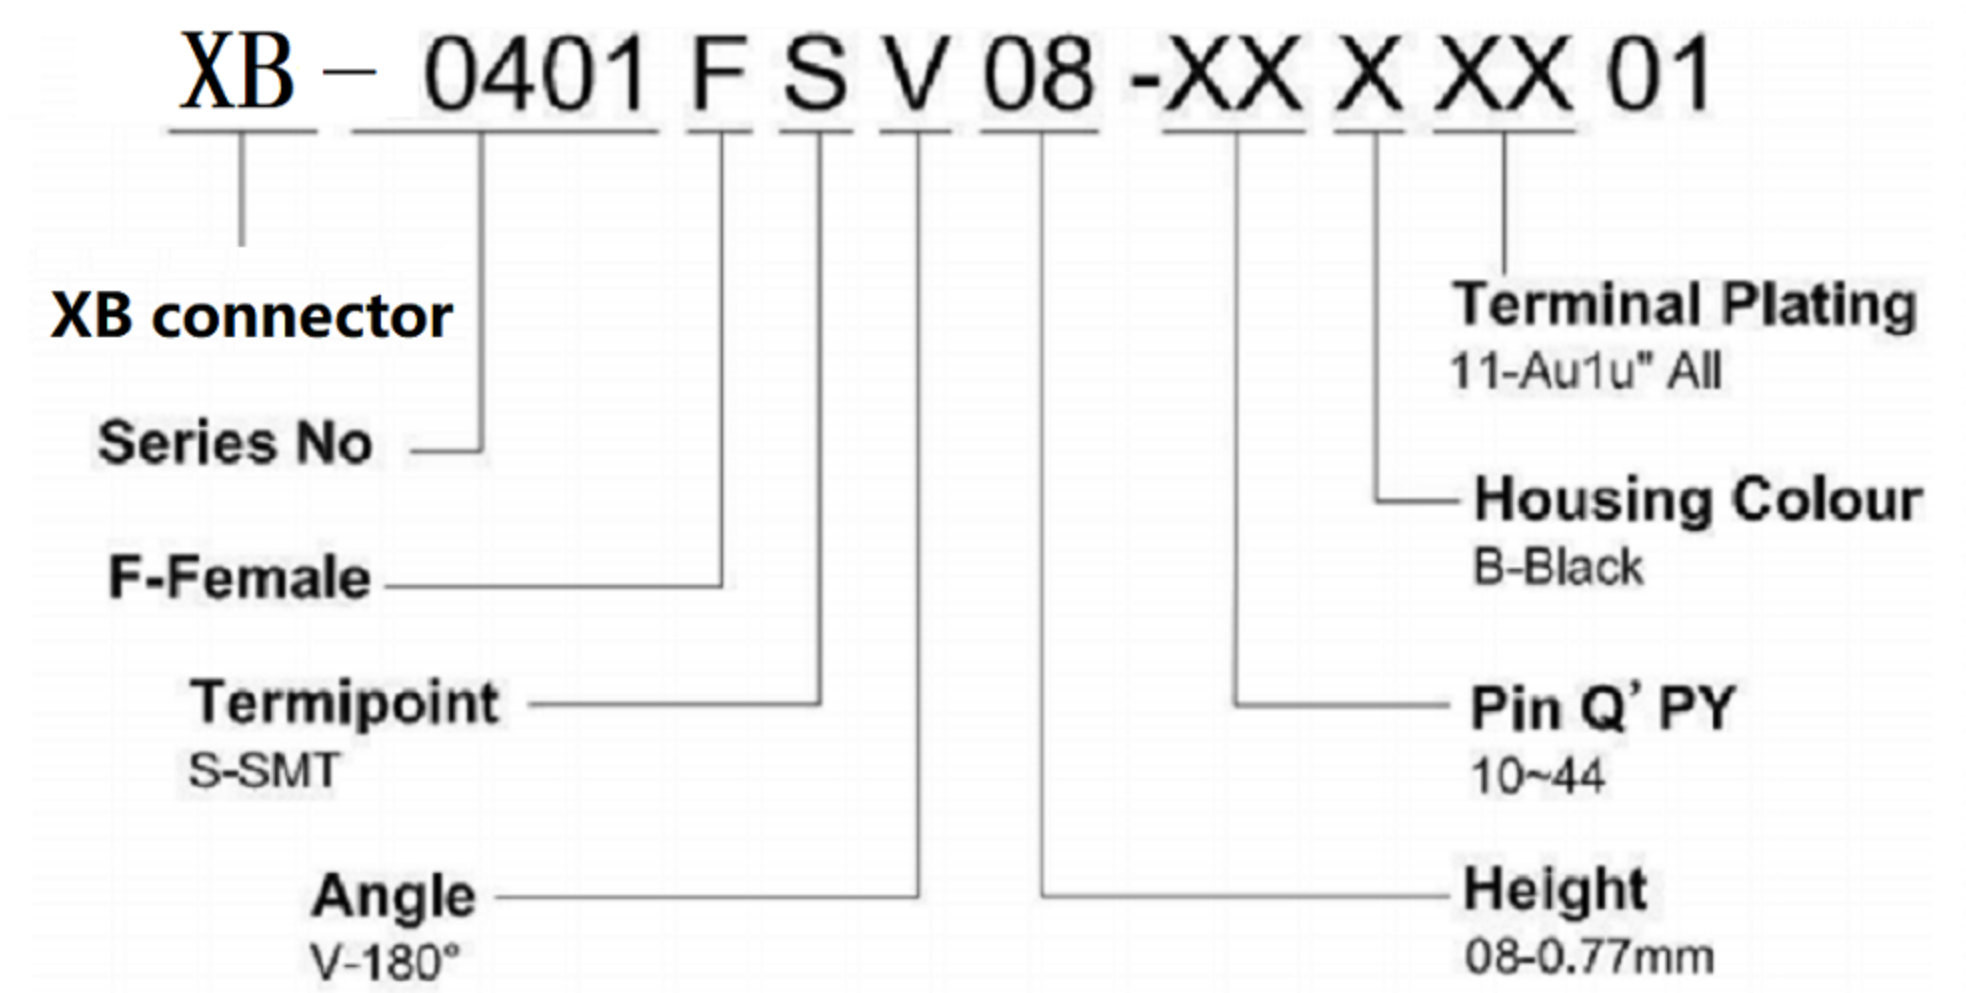 XB - 0401 F S V 08 -XX X XX 01
XB connector
Series No
F-Female
Termipoint
S-SMT
Angle
V-180°
Terminal Plating
11-Au1u" All
Housing Colour
B-Black
Pin Q’ PY
10~44
Height
08-0.77mm